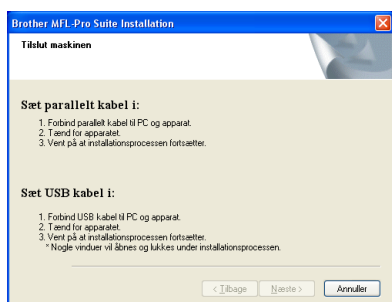 Brother MFL-Pro Suite Installation
Tilslut maskinen
Sæt parallelt kabel i:
1. Forbind parallelt kabel til PC og apparat.
2. Tænd for apparatet.
3. Vent på at installationsprocessen fortsætter.
Sæt USB kabel i:
1. Forbind USB kabel til PC og apparat.
2. Tænd for apparatet.
3. Vent på at installationsprocessen fortsætter.
* Nogle vinduer vil åbnes og lukkes under installationsprocessen.
< Tilbage Næste > Annuller